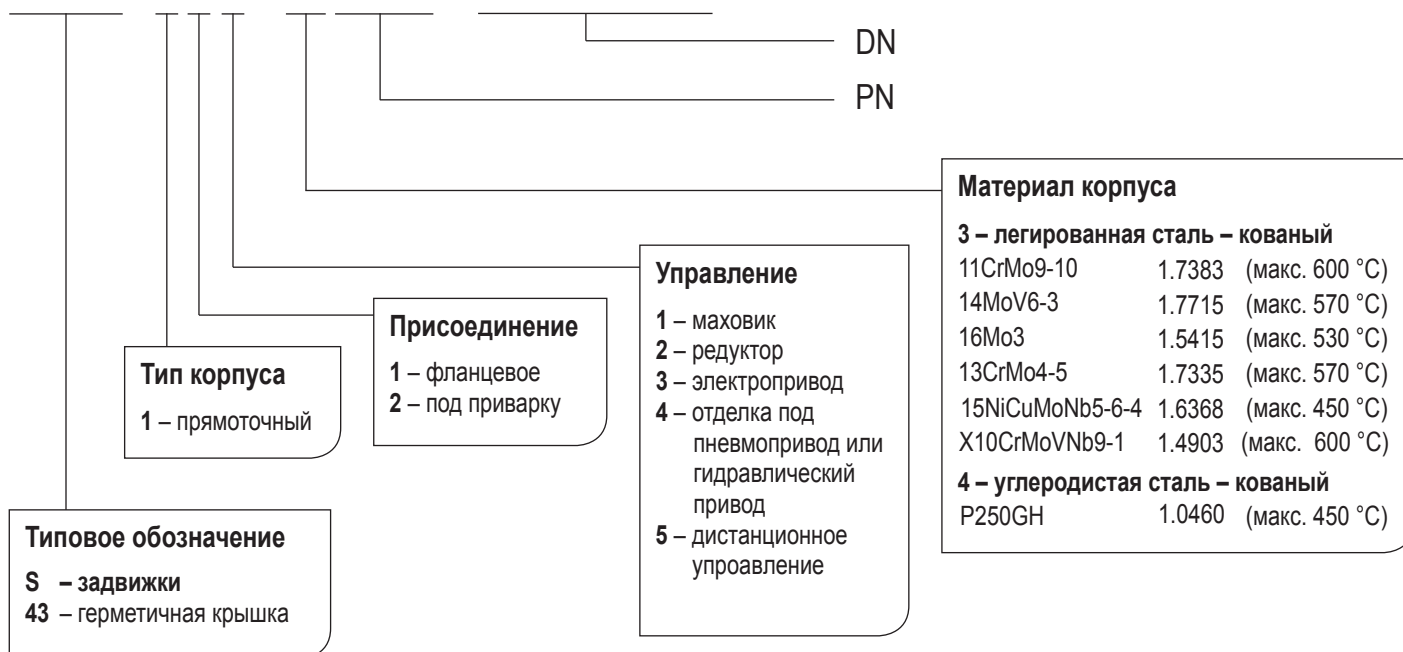 DN
PN
Материал корпуса
3 – легированная сталь – кованый
11CrMo9-10 1.7383 (макс. 600 °C)
14MoV6-3 1.7715 (макс. 570 °C)
16Mo3 1.5415 (макс. 530 °C)
13CrMo4-5 1.7335 (макс. 570 °C)
15NiCuMoNb5-6-4 1.6368 (макс. 450 °C)
X10CrMoVNb9-1 1.4903 (макс. 600 °C)
4 – углеродистая сталь – кованый
P250GH 1.0460 (макс. 450 °C)
Управление
1 – маховик
2 – редуктор
3 – электропривод
4 – отделка под
пневмопривод или
гидравлический
привод
5 – дистанционное
упроавление
Присоединение
1 – фланцевое
2 – под приварку
Тип корпуса
1 – прямоточный
Типовое обозначение
S – задвижки
43 – герметичная крышка